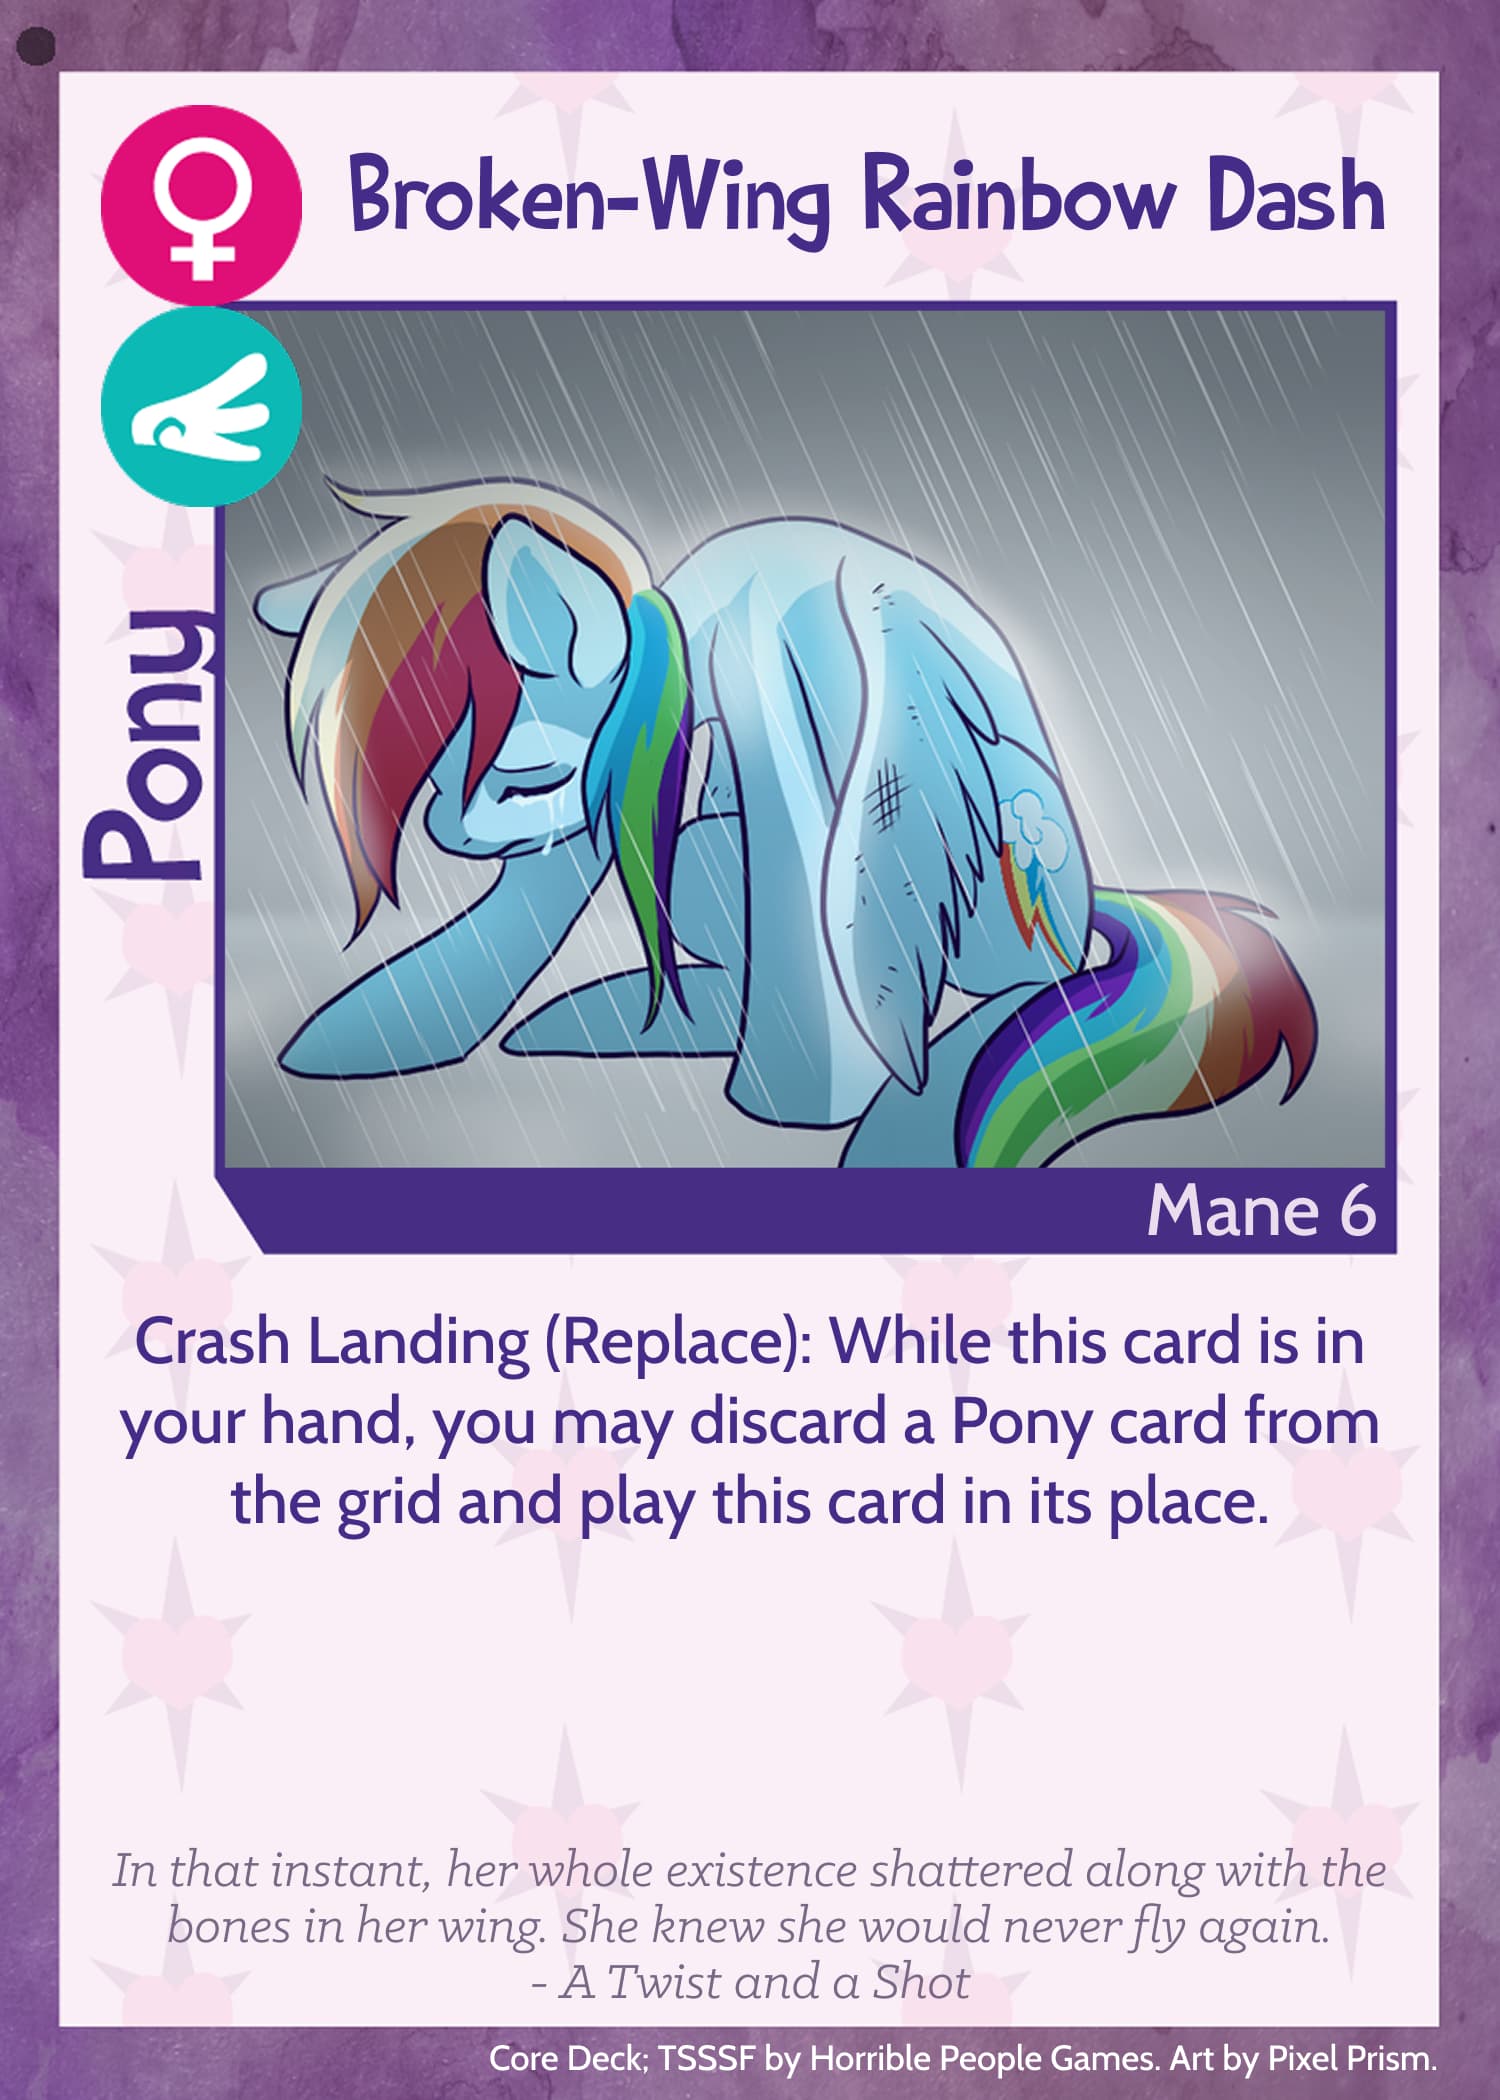 Broken-Wing Rainbow Dash
Pony
Mane 6
Crash Landing (Replace): While this card is in
your hand, you may discard a Pony card from
the grid and play this card in its place.
In that instant, her whole existence shattered along with the
bones in her wing. She knew she would never fly again.
- A Twist and a Shot
Core Deck; TSSSF by Horrible People Games. Art by Pixel Prism.